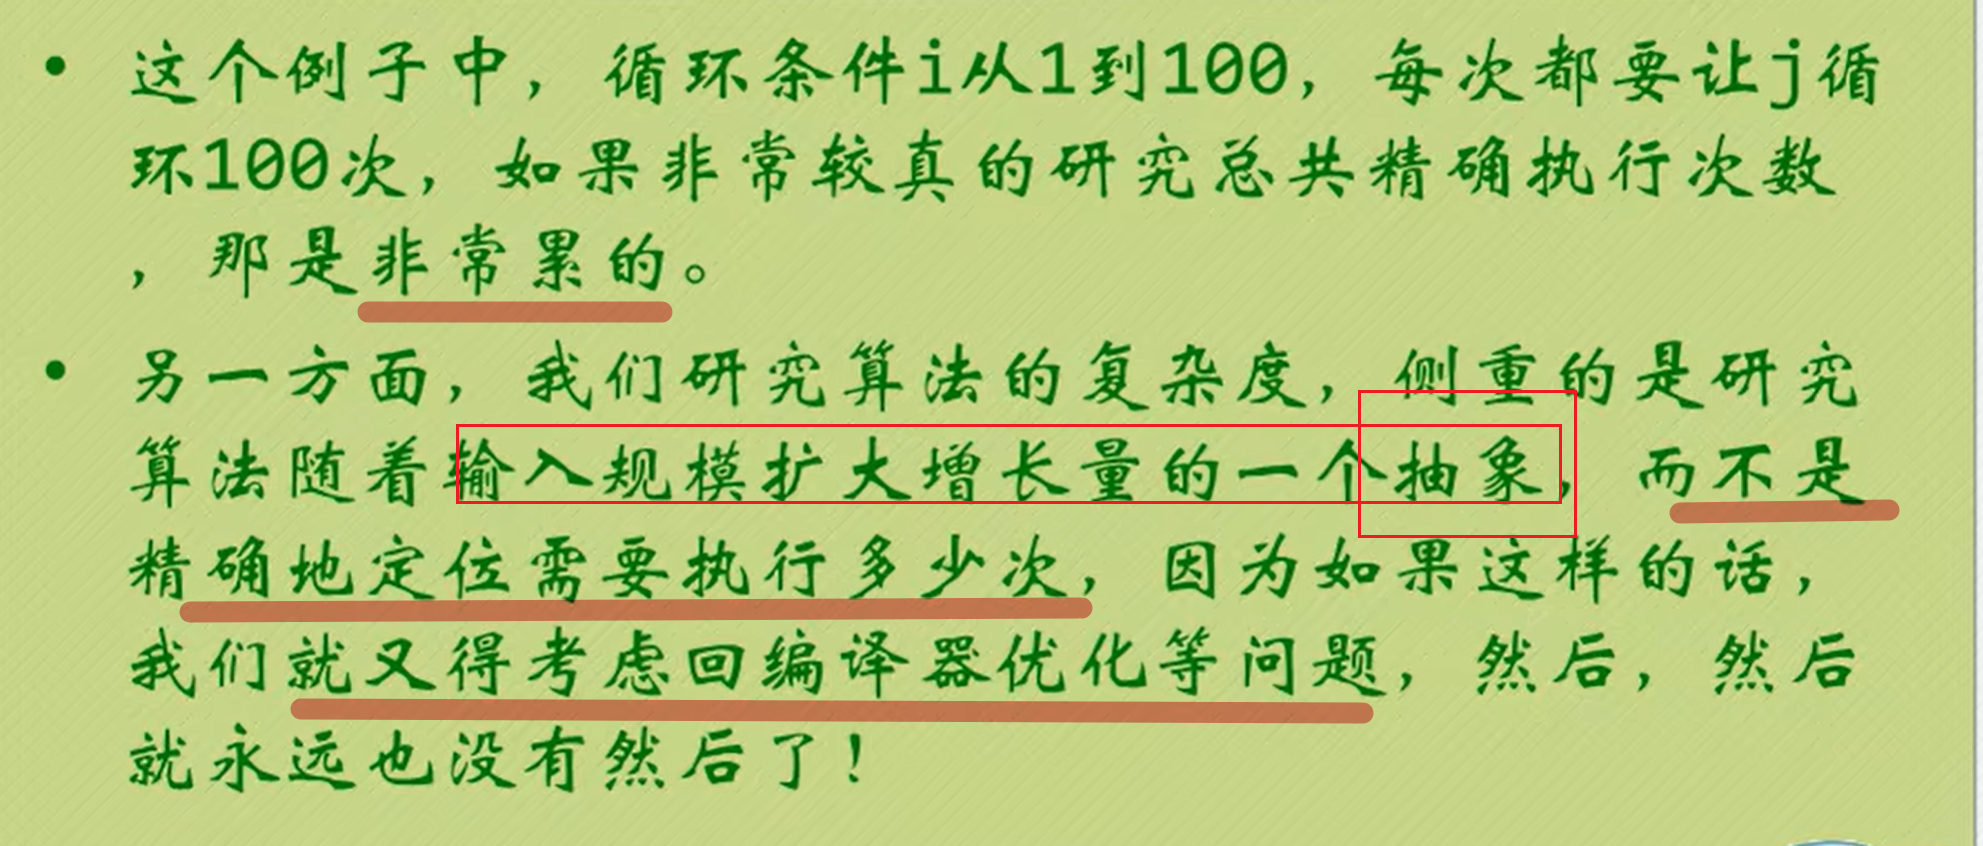 • 这个例子中，循环条件i从1到100，每次都要让j循
环100次，如果非常较真的研究总共精确执行次数
，那是非常累的。
• 另一方面，我们研究算法的复杂度，侧重的是研究
算法随着输入规模扩大增长量的一个抽象，而不是
精确地定位需要执行多少次，因为如果这样的话，
我们就又得考虑回编译器优化等问题，然后，然后
就永远也没有然后了！